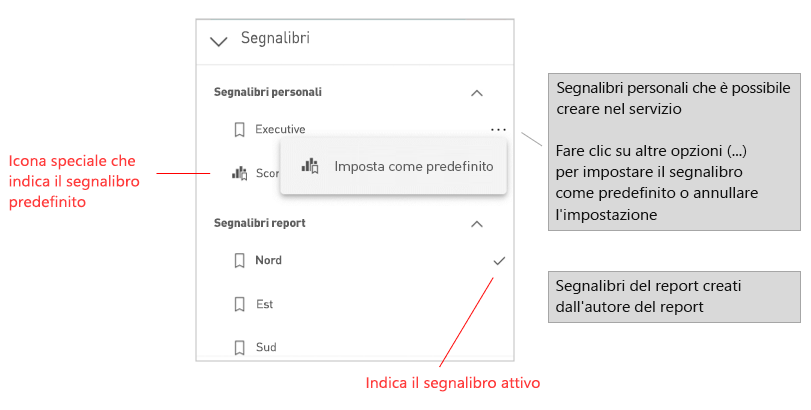 Segnalibri
Segnalibri personali
Executive
Imposta come predefinito
Segnalibri report
Nord
Est
Sud
Icona speciale che
indica il segnalibro
predefinito
Segnalibri personali che è possibile
creare nel servizio
Fare clic su altre opzioni (...)
per impostare il segnalibro
come predefinito o annullare
l'impostazione
Segnalibri del report creati
dall'autore del report
Indica il segnalibro attivo